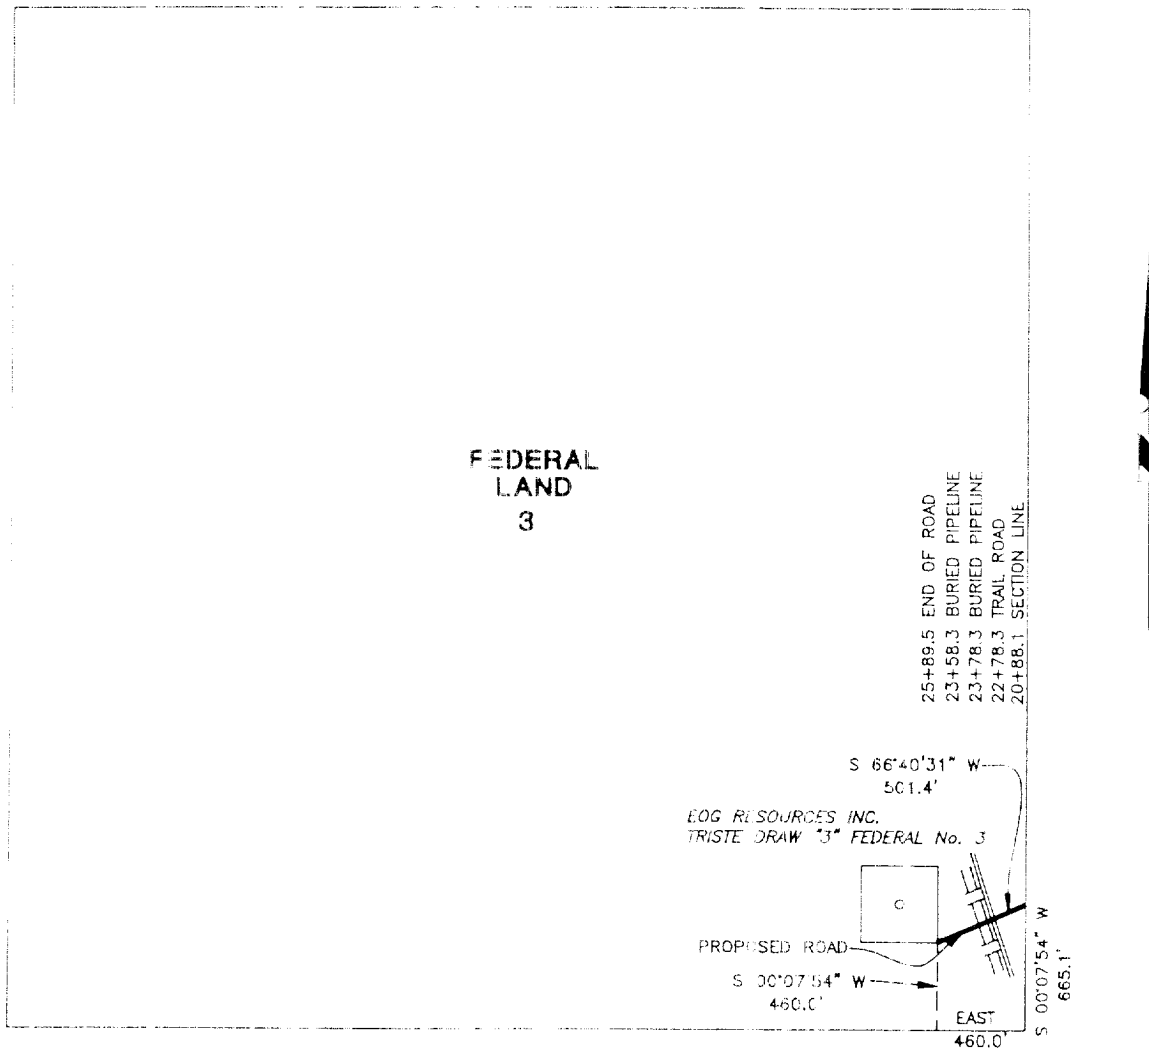 FEDERAL
LAND
3
25+89.5 END OF ROAD
23+58.3 BURIED PIPELINE
23+78.3 BURIED PIPELINE
22+78.3 TRAIL ROAD
20+88.1 SECTION LINE
S 66°40'31" W
501.4'
EOG RESOURCES INC.
TRISTE DRAW "3" FEDERAL No. 3
PROPOSED ROAD
S 00°07'54" W
460.0'
EAST
460.0'
S 00°07'54" W
665.1'